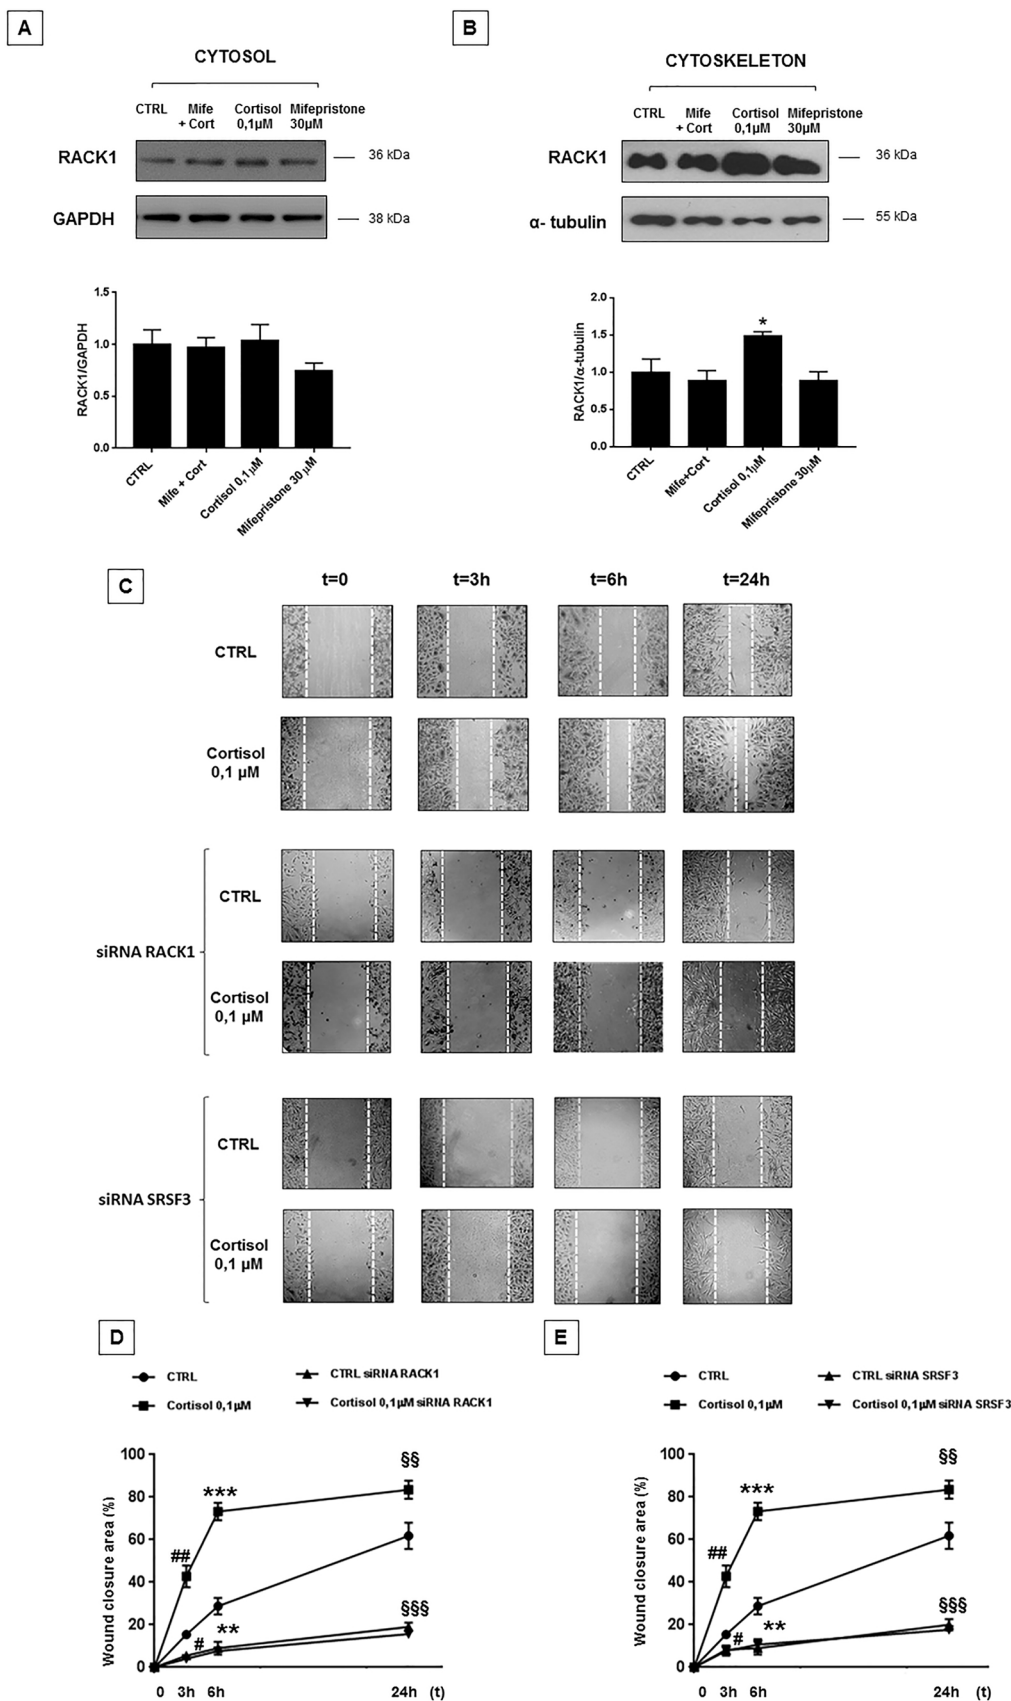 A
CYTOSOL
CTRL
Mife + Cort
Cortisol 0,1µM
Mifepristone 30µM
RACK1
36 kDa
GAPDH
38 kDa
RACK1/GAPDH
1.5
1.0
0.5
0.0
CTRL
Mife + Cort
Cortisol 0,1µM
Mifepristone 30µM
B
CYTOSKELETON
CTRL
Mife + Cort
Cortisol 0,1µM
Mifepristone 30µM
RACK1
36 kDa
α- tubulin
55 kDa
RACK1/α-tubulin
2.0
1.5
1.0
0.5
0.0
*
CTRL
Mife+Cort
Cortisol 0,1µM
Mifepristone 30µM
C
t=0 t=3h t=6h t=24h
CTRL
Cortisol
0,1 µM
siRNA RACK1
CTRL
Cortisol
0,1 µM
siRNA SRSF3
CTRL
Cortisol
0,1 µM
D
CTRL
Cortisol 0,1µM
CTRL siRNA RACK1
Cortisol 0,1µM siRNA RACK1
Wound closure area (%)
100
80
60
40
20
0
##
***
§§
#
**
§§§
0 3h 6h 24h (t)
E
CTRL
Cortisol 0,1µM
CTRL siRNA SRSF3
Cortisol 0,1µM siRNA SRSF3
Wound closure area (%)
100
80
60
40
20
0
##
***
§§
#
**
§§§
0 3h 6h 24h (t)